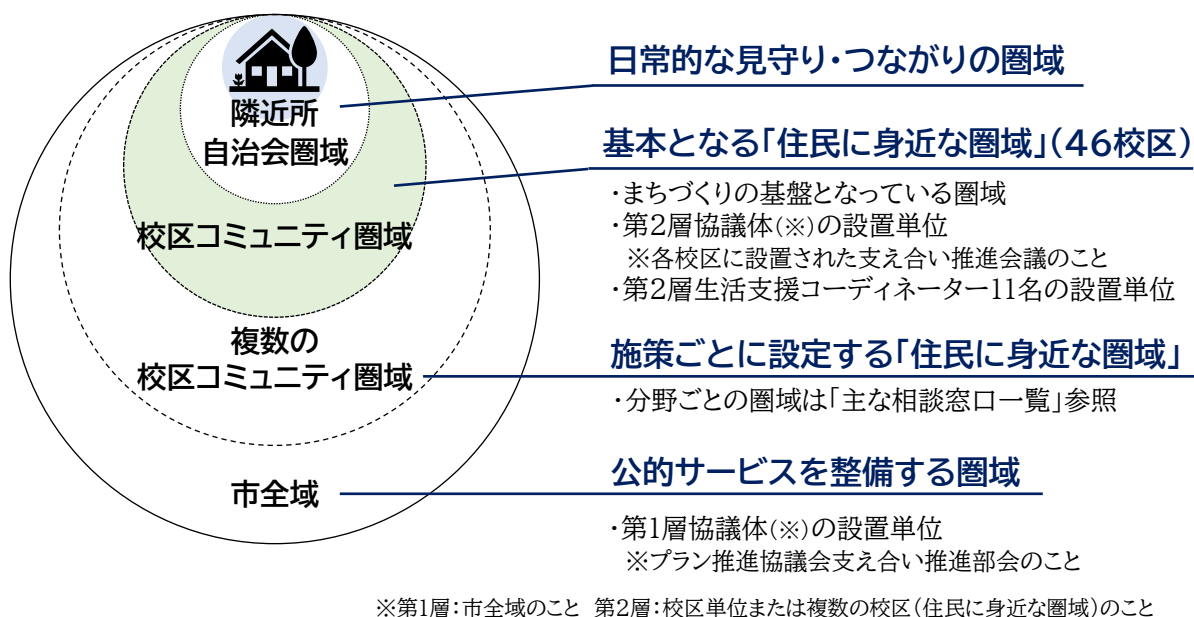 隣近所
自治会圏域
校区コミュニティ圏域
複数の
校区コミュニティ圏域
市全域
日常的な見守り・つながりの圏域
基本となる「住民に身近な圏域」(46校区)
・まちづくりの基盤となっている圏域
・第2層協議体(※)の設置単位
※各校区に設置された支え合い推進会議のこと
・第2層生活支援コーディネーター11名の設置単位
施策ごとに設定する「住民に身近な圏域」
・分野ごとの圏域は「主な相談窓口一覧」参照
公的サービスを整備する圏域
・第1層協議体(※)の設置単位
※プラン推進協議会支え合い推進部会のこと
※第1層:市全域のこと 第2層:校区単位または複数の校区(住民に身近な圏域)のこと